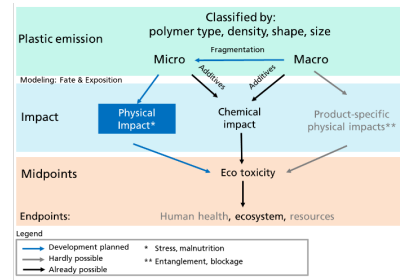 Classified by:
polymer type, density, shape, size
Plastic emission
Fragmentation
Micro
Macro
Additives
Additives
Modeling: Fate & Exposition
Impact
Physical
Impact*
Chemical
impact
Product-specific
physical impacts**
Midpoints
Eco toxicity
Endpoints:
Human health, ecosystem, resources
Legend
Development planned
* Stress, malnutrition
Hardly possible
** Entanglement, blockage
Already possible